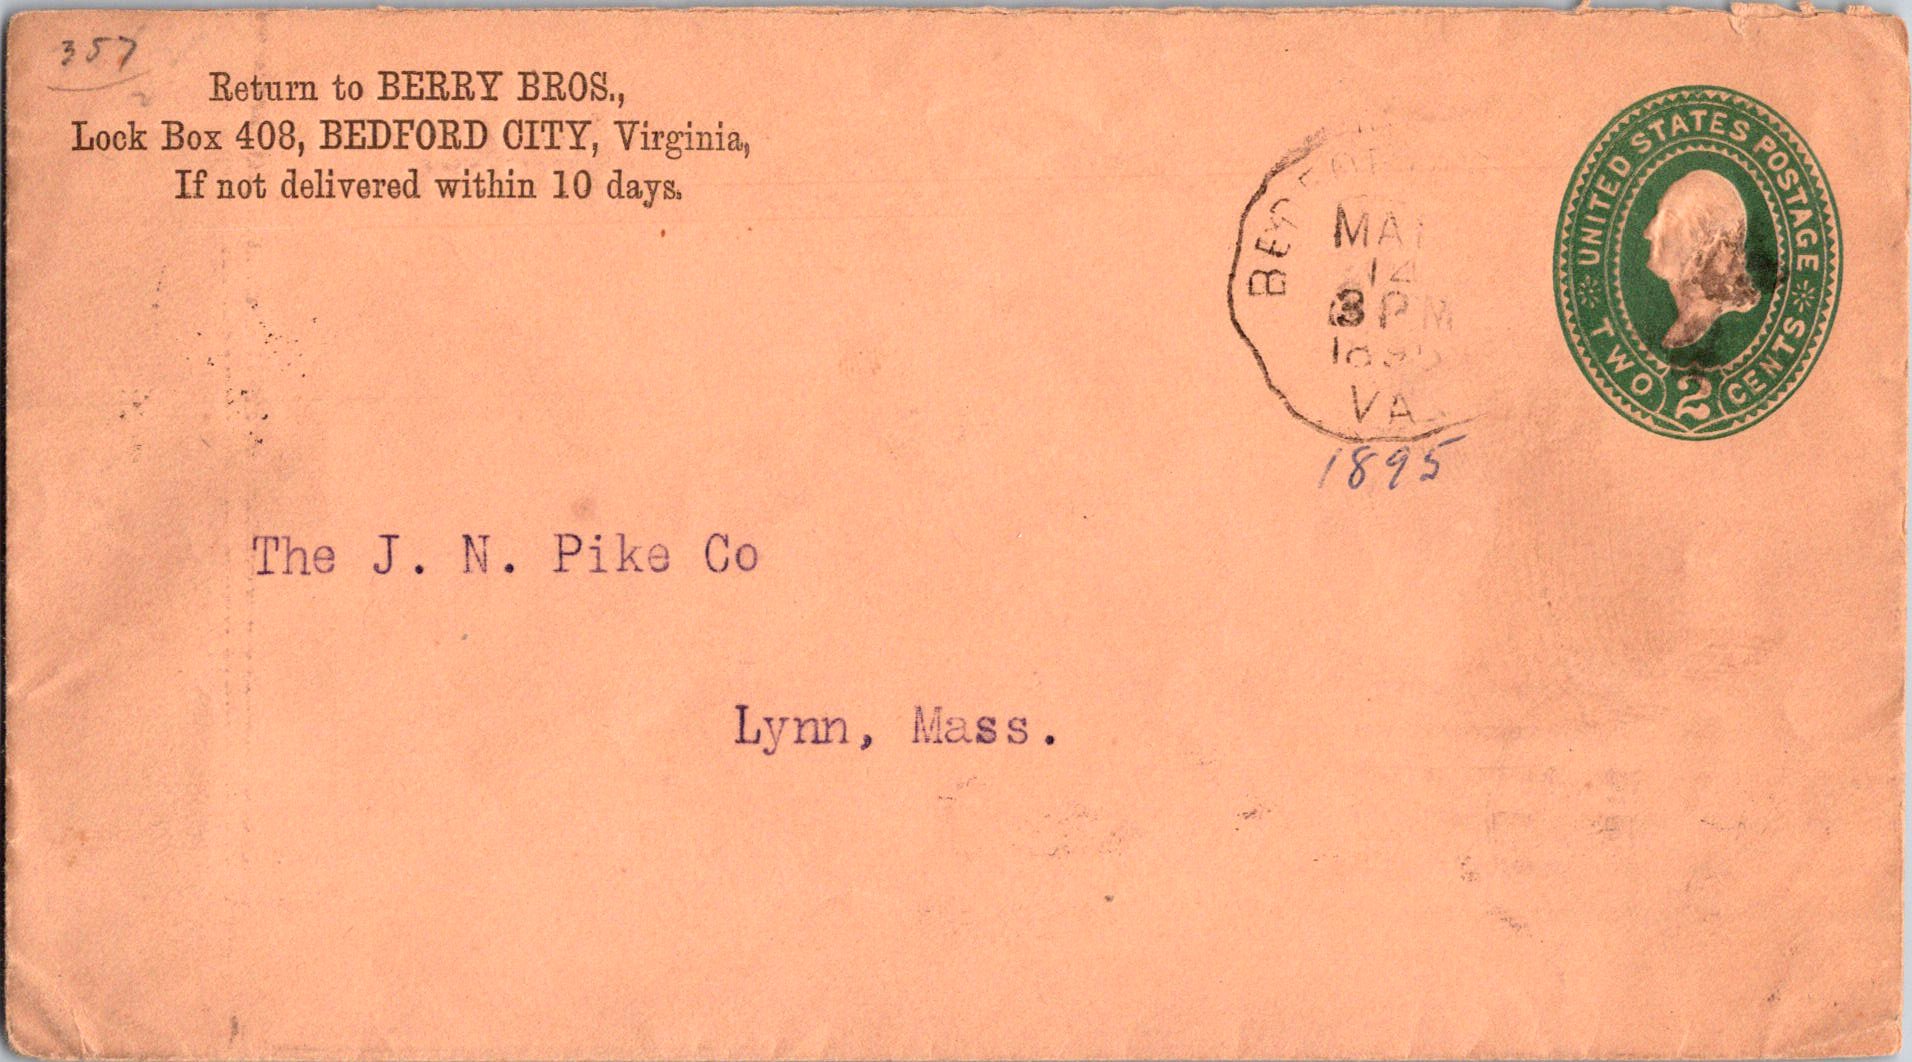 357
Return to BERRY BROS.,
Lock Box 408, BEDFORD CITY, Virginia,
If not delivered within 10 days.
UNITED STATES POSTAGE
TWO 2 CENTS
14
3 PM
1895
VA
1895
The J. N. Pike Co
Lynn, Mass.